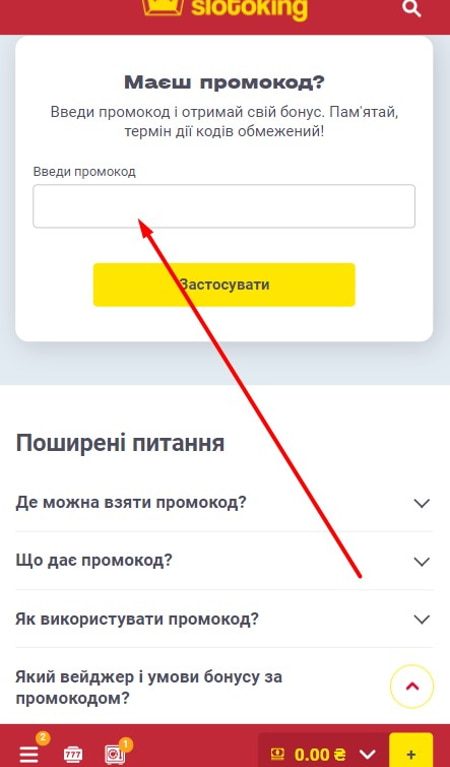 slotoking
Маєш промокод?
Введи промокод і отримай свій бонус. Пам'ятай,
термін дії кодів обмежений!
Введи промокод
Застосувати
Поширені питання
Де можна взяти промокод?
Що дає промокод?
Як використувати промокод?
Який вейджер і умови бонусу за
промокодом?
2
777
1
0.00 ₴
+